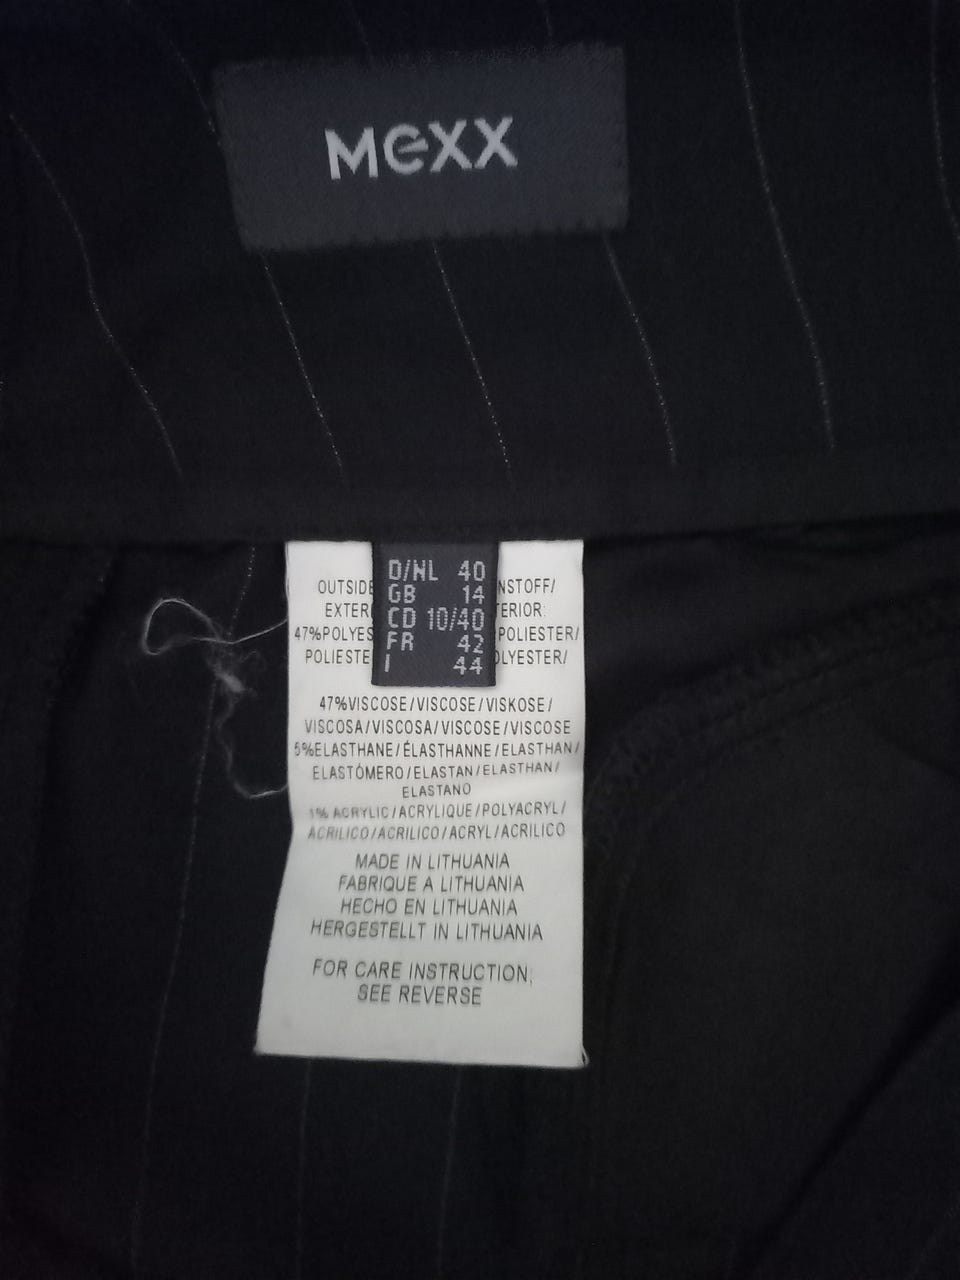 MEXX
D/NL 40
GB 14
CD 10/40
FR 42
I 44
OUTSIDE NSTOFF/
EXTERI ERIOR:
47%POLYES POLIESTER/
POLIESTE OLYESTER/
47%VISCOSE/VISCOSE/VISKOSE/
VISCOSA/VISCOSA/VISCOSE/VISCOSE
5%ELASTHANE/ÉLASTHANNE/ELASTHAN/
ELASTÓMERO/ELASTAN/ELASTHAN/
ELASTANO
1% ACRYLIC/ACRYLIQUE/POLYACRYL/
ACRILICO/ACRILICO/ACRYL/ACRILICO
MADE IN LITHUANIA
FABRIQUE A LITHUANIA
HECHO EN LITHUANIA
HERGESTELLT IN LITHUANIA
FOR CARE INSTRUCTION;
SEE REVERSE